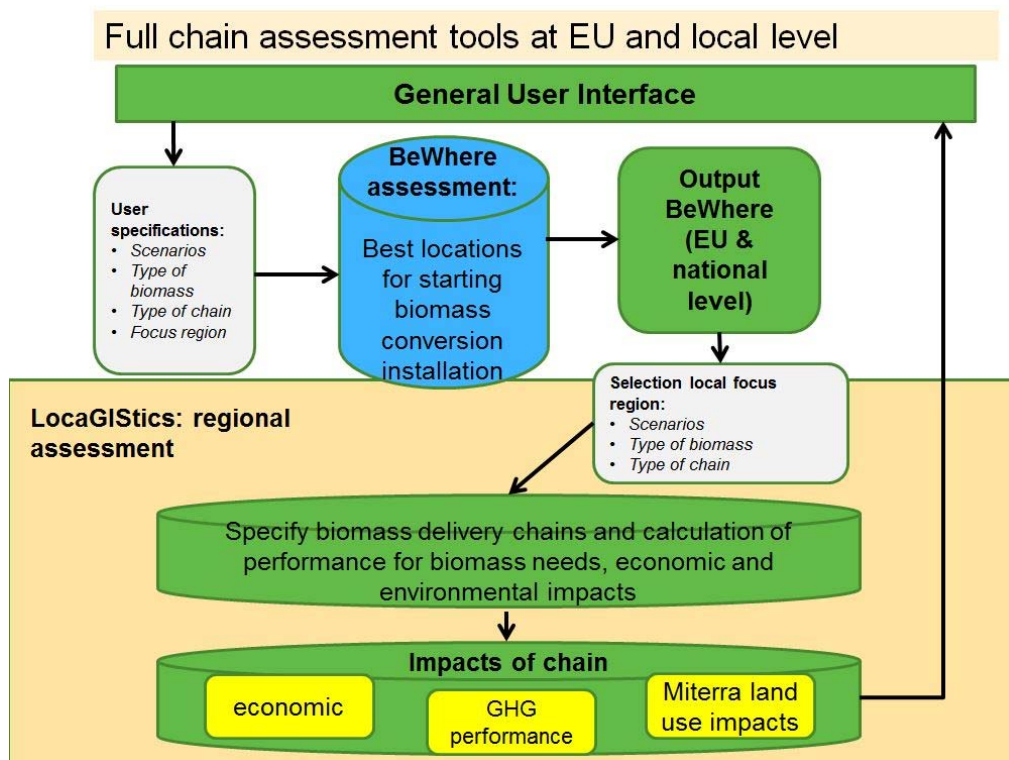 Full chain assessment tools at EU and local level
General User Interface
User
specifications:
• Scenarios
• Type of
biomass
• Type of chain
• Focus region
BeWhere
assessment:
Best locations
for starting
biomass
conversion
installation
Output
BeWhere
(EU &
national
level)
Selection local focus
region:
• Scenarios
• Type of biomass
• Type of chain
LocaGIStics: regional
assessment
Specify biomass delivery chains and calculation of
performance for biomass needs, economic and
environmental impacts
Impacts of chain
economic
GHG
performance
Miterra land
use impacts